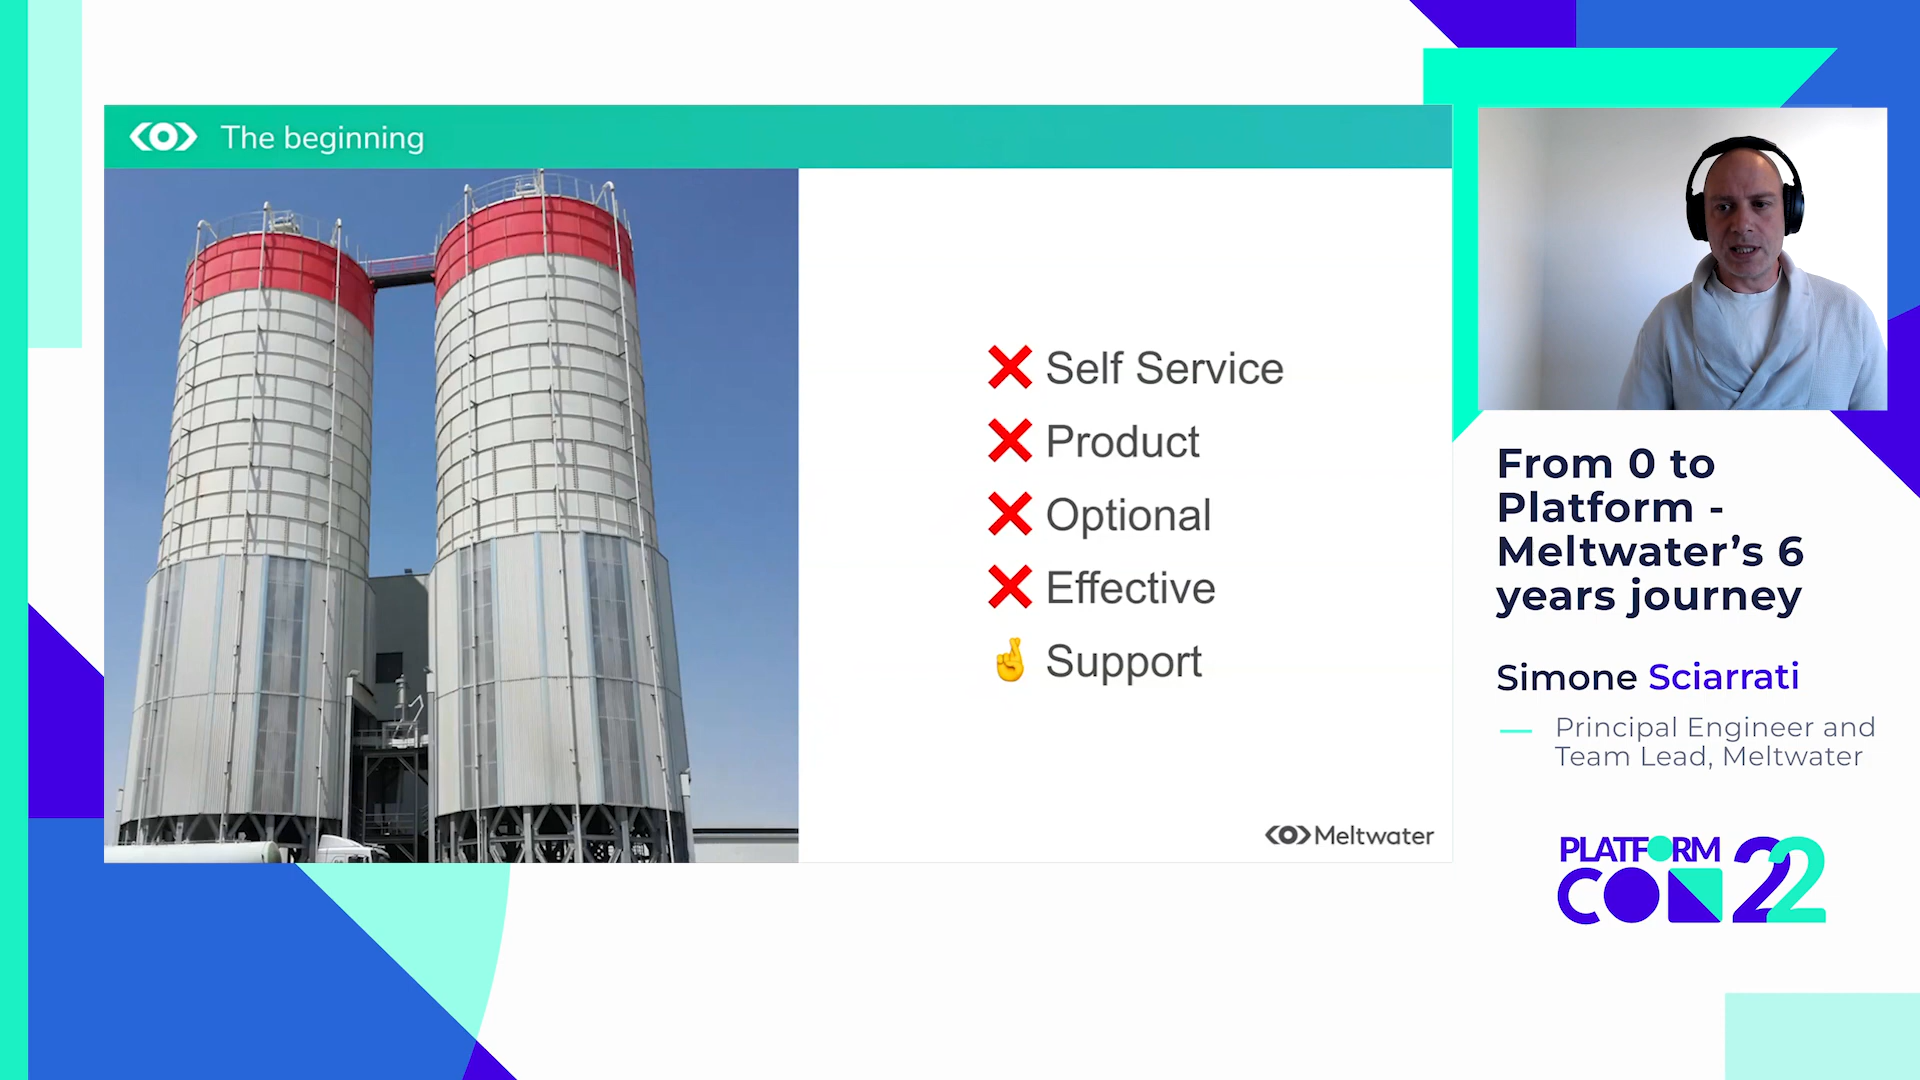 The beginning
Self Service
Product
Optional
Effective
Support
Meltwater
From 0 to
Platform -
Meltwater’s 6
years journey
Simone Sciarrati
Principal Engineer and
Team Lead, Meltwater
PLATFORM
CON 22